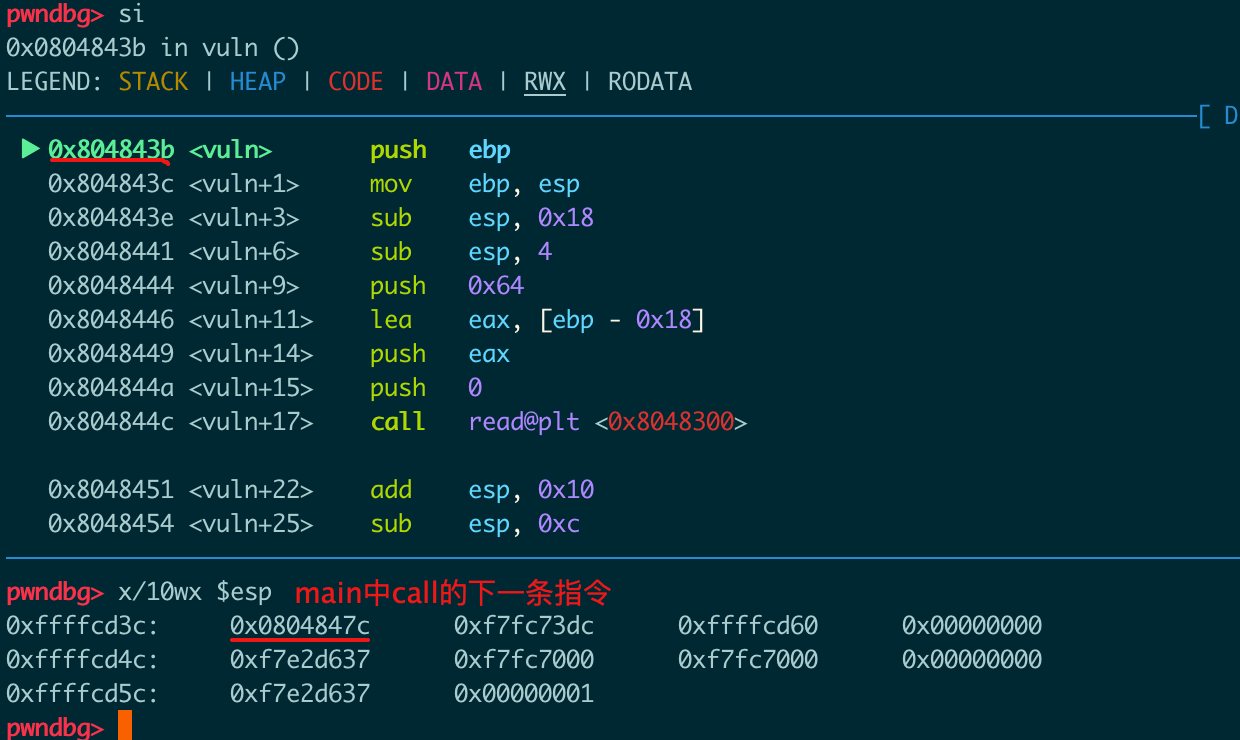 pwndbg> si
0x0804843b in vuln ()
LEGEND: STACK | HEAP | CODE | DATA | RWX | RODATA
[ D
► 0x804843b <vuln> push ebp
0x804843c <vuln+1> mov ebp, esp
0x804843e <vuln+3> sub esp, 0x18
0x8048441 <vuln+6> sub esp, 4
0x8048444 <vuln+9> push 0x64
0x8048446 <vuln+11> lea eax, [ebp - 0x18]
0x8048449 <vuln+14> push eax
0x804844a <vuln+15> push 0
0x804844c <vuln+17> call read@plt <0x8048300>
0x8048451 <vuln+22> add esp, 0x10
0x8048454 <vuln+25> sub esp, 0xc
pwndbg> x/10wx $esp main中call的下一条指令
0xffffcd3c: 0x0804847c 0xf7fc73dc 0xffffcd60 0x00000000
0xffffcd4c: 0xf7e2d637 0xf7fc7000 0xf7fc7000 0x00000000
0xffffcd5c: 0xf7e2d637 0x00000001
pwndbg>